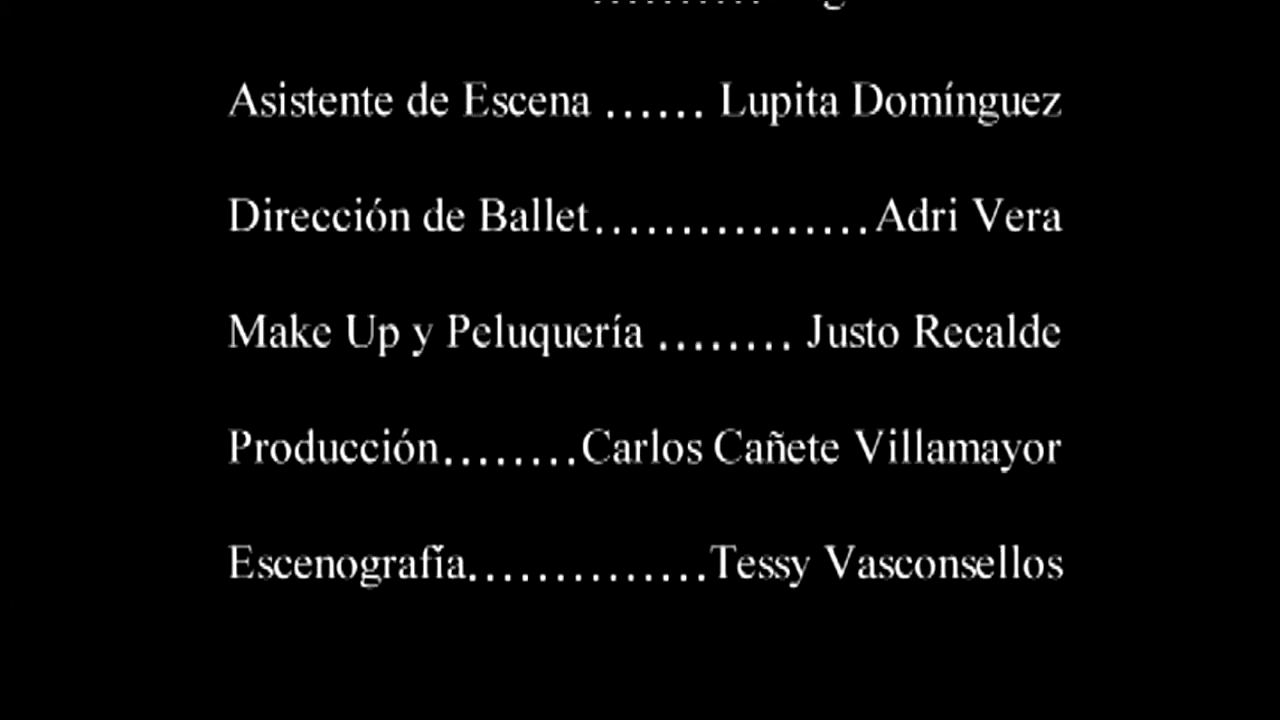 Asistente de Escena ...... Lupita Domínguez
Dirección de Ballet...................Adri Vera
Make Up y Peluquería ........ Justo Recalde
Producción.........Carlos Cañete Villamayor
Escenografía.................Tessy Vasconsellos